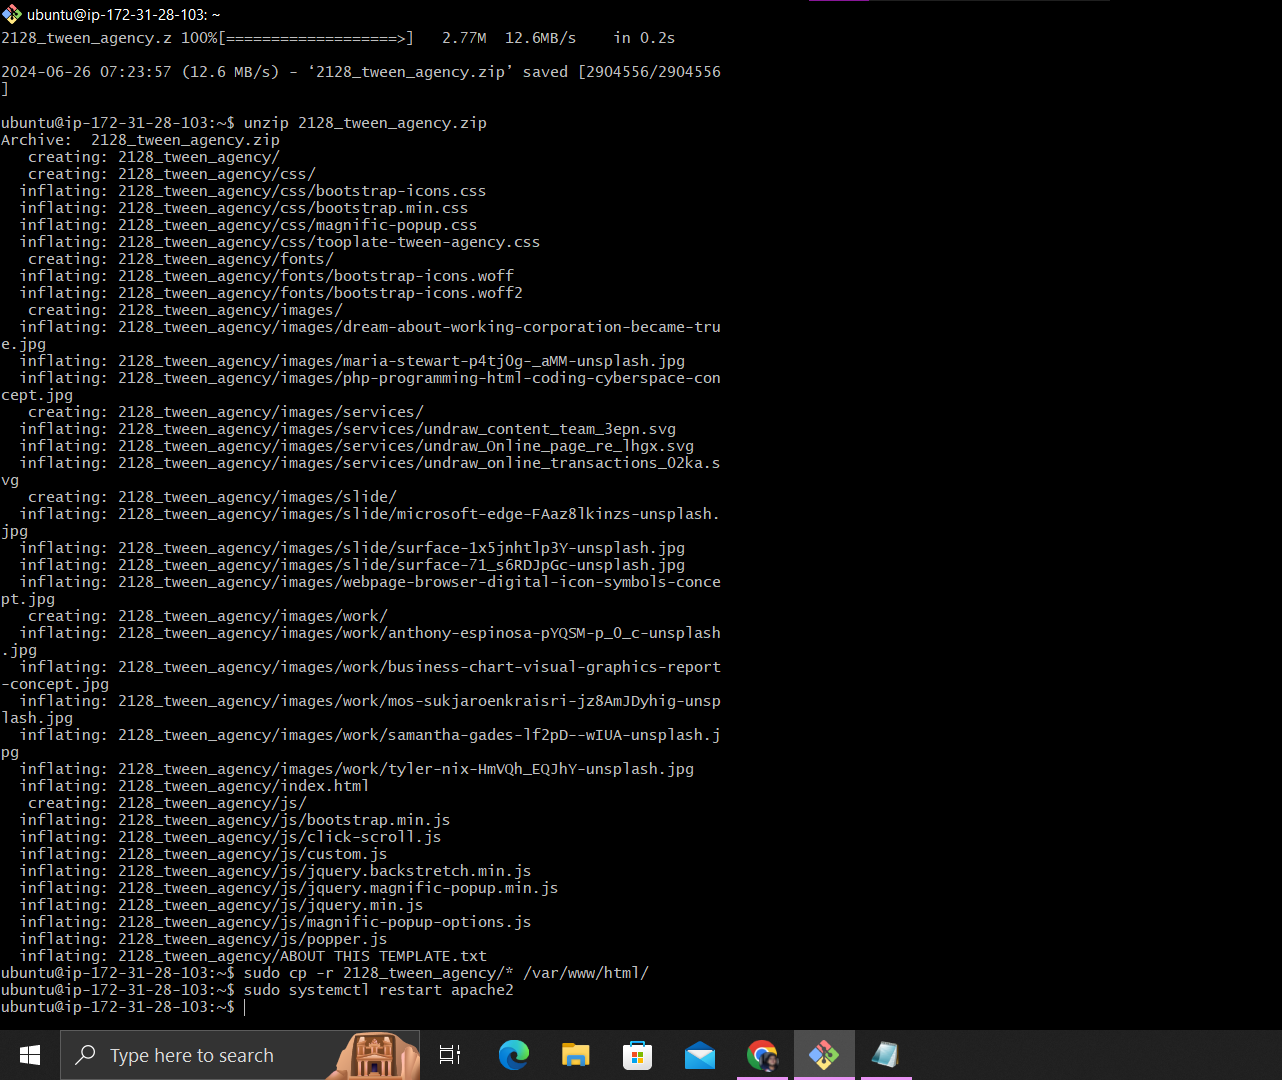 ubuntu@ip-172-31-28-103: ~
2128_tween_agency.z 100%[===================>]   2.77M  12.6MB/s    in 0.2s
2024-06-26 07:23:57 (12.6 MB/s) - ‘2128_tween_agency.zip’ saved [2904556/2904556
]
ubuntu@ip-172-31-28-103:~$ unzip 2128_tween_agency.zip
Archive:  2128_tween_agency.zip
   creating: 2128_tween_agency/
   creating: 2128_tween_agency/css/
  inflating: 2128_tween_agency/css/bootstrap-icons.css
  inflating: 2128_tween_agency/css/bootstrap.min.css
  inflating: 2128_tween_agency/css/magnific-popup.css
  inflating: 2128_tween_agency/css/tooplate-tween-agency.css
   creating: 2128_tween_agency/fonts/
  inflating: 2128_tween_agency/fonts/bootstrap-icons.woff
  inflating: 2128_tween_agency/fonts/bootstrap-icons.woff2
   creating: 2128_tween_agency/images/
  inflating: 2128_tween_agency/images/dream-about-working-corporation-became-tru
e.jpg
  inflating: 2128_tween_agency/images/maria-stewart-p4tjOg-_aMM-unsplash.jpg
  inflating: 2128_tween_agency/images/php-programming-html-coding-cyberspace-con
cept.jpg
   creating: 2128_tween_agency/images/services/
  inflating: 2128_tween_agency/images/services/undraw_content_team_3epn.svg
  inflating: 2128_tween_agency/images/services/undraw_Online_page_re_lhgx.svg
  inflating: 2128_tween_agency/images/services/undraw_online_transactions_02ka.s
vg
   creating: 2128_tween_agency/images/slide/
  inflating: 2128_tween_agency/images/slide/microsoft-edge-FAaz8lkinzs-unsplash.
jpg
  inflating: 2128_tween_agency/images/slide/surface-1x5jnhtlp3Y-unsplash.jpg
  inflating: 2128_tween_agency/images/slide/surface-71_s6RDJpGc-unsplash.jpg
  inflating: 2128_tween_agency/images/webpage-browser-digital-icon-symbols-conce
pt.jpg
   creating: 2128_tween_agency/images/work/
  inflating: 2128_tween_agency/images/work/anthony-espinosa-pYQSM-p_O_c-unsplash
.jpg
  inflating: 2128_tween_agency/images/work/business-chart-visual-graphics-report
-concept.jpg
  inflating: 2128_tween_agency/images/work/mos-sukjaroenkraisri-jz8AmJDyhig-unsp
lash.jpg
  inflating: 2128_tween_agency/images/work/samantha-gades-lf2pD--wIUA-unsplash.j
pg
  inflating: 2128_tween_agency/images/work/tyler-nix-HmVQh_EQJhY-unsplash.jpg
  inflating: 2128_tween_agency/index.html
   creating: 2128_tween_agency/js/
  inflating: 2128_tween_agency/js/bootstrap.min.js
  inflating: 2128_tween_agency/js/click-scroll.js
  inflating: 2128_tween_agency/js/custom.js
  inflating: 2128_tween_agency/js/jquery.backstretch.min.js
  inflating: 2128_tween_agency/js/jquery.magnific-popup.min.js
  inflating: 2128_tween_agency/js/jquery.min.js
  inflating: 2128_tween_agency/js/magnific-popup-options.js
  inflating: 2128_tween_agency/js/popper.js
  inflating: 2128_tween_agency/ABOUT THIS TEMPLATE.txt
ubuntu@ip-172-31-28-103:~$ sudo cp -r 2128_tween_agency/* /var/www/html/
ubuntu@ip-172-31-28-103:~$ sudo systemctl restart apache2
ubuntu@ip-172-31-28-103:~$
Type here to search